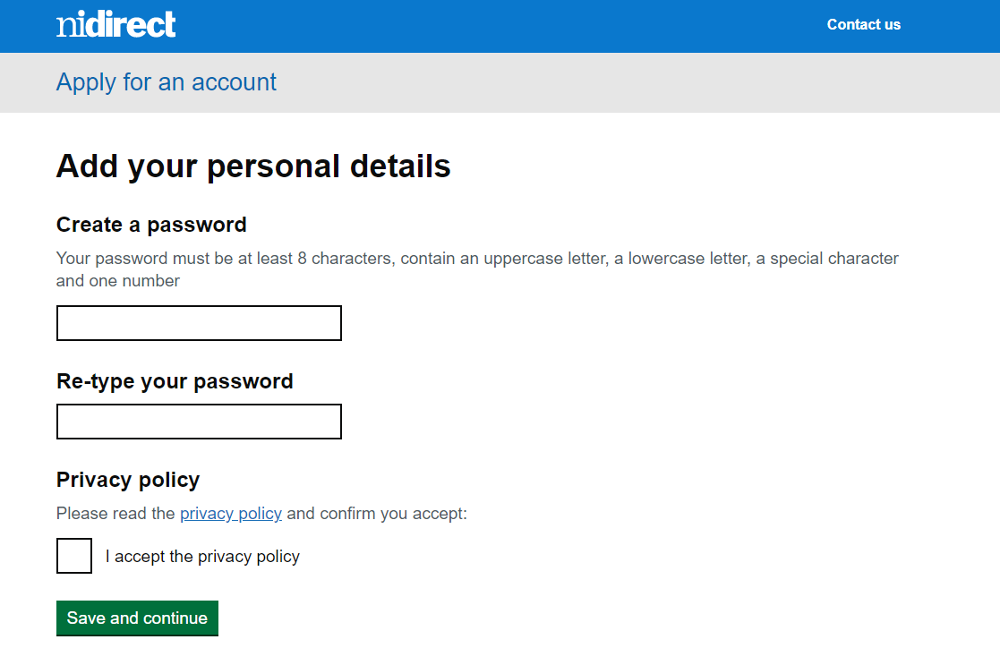 nidirect
Contact us
Apply for an account
Add your personal details
Create a password
Your password must be at least 8 characters, contain an uppercase letter, a lowercase letter, a special character
and one number
Re-type your password
Privacy policy
Please read the privacy policy and confirm you accept:
I accept the privacy policy
Save and continue